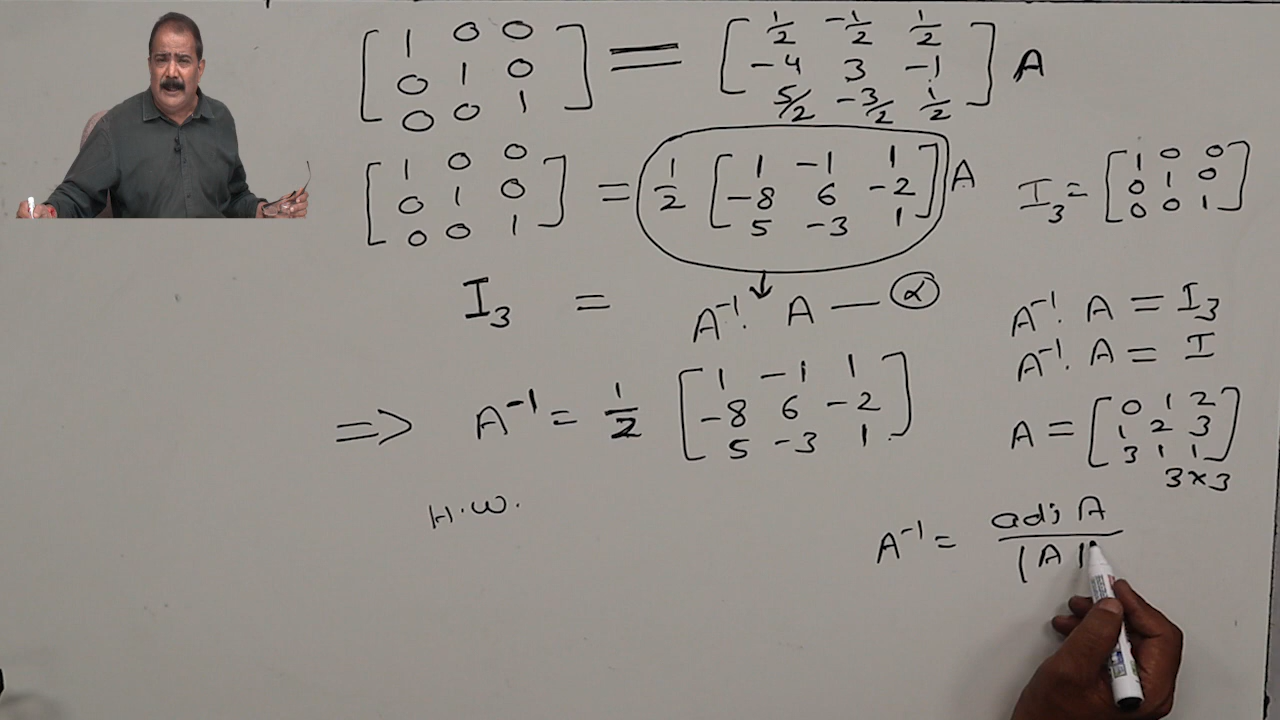 [ 1 0 0 = [ 1/2 -1/2 1/2
0 1 0 -4 3 -1
0 0 1 ] 5/2 -3/2 1/2 ] A
[ 1 0 0 = 1/2 [ 1 -1 1
0 1 0 -8 6 -2
0 0 1 ] 5 -3 1 ] A
I₃ = [ 1 0 0
0 1 0
0 0 1 ]
I₃ = A⁻¹. A — α
A⁻¹. A = I₃
A⁻¹. A = I
=> A⁻¹ = 1/2 [ 1 -1 1
-8 6 -2
5 -3 1 ]
A = [ 0 1 2
1 2 3
3 1 1 ]
3×3
H.W.
A⁻¹ = adj A
|A|